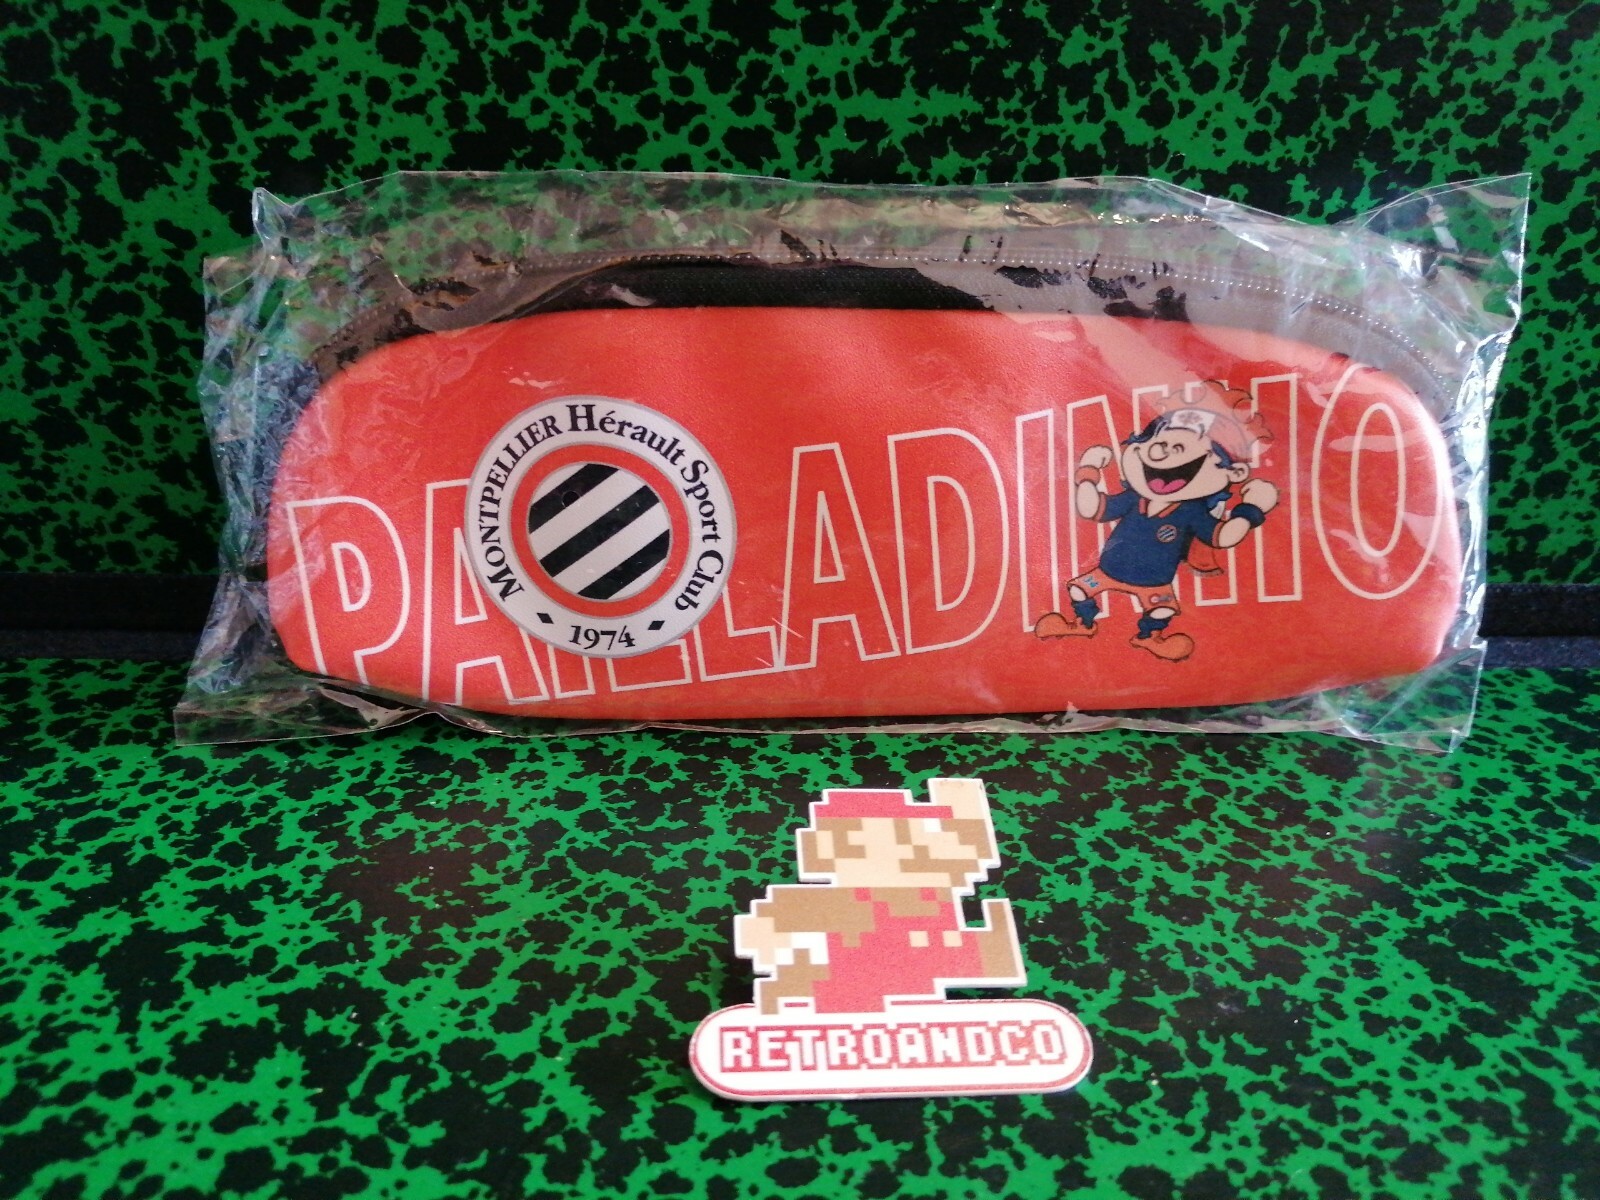 PAILLADINHO
MONTPELLIER Hérault Sport Club
1974
RETROANDCO